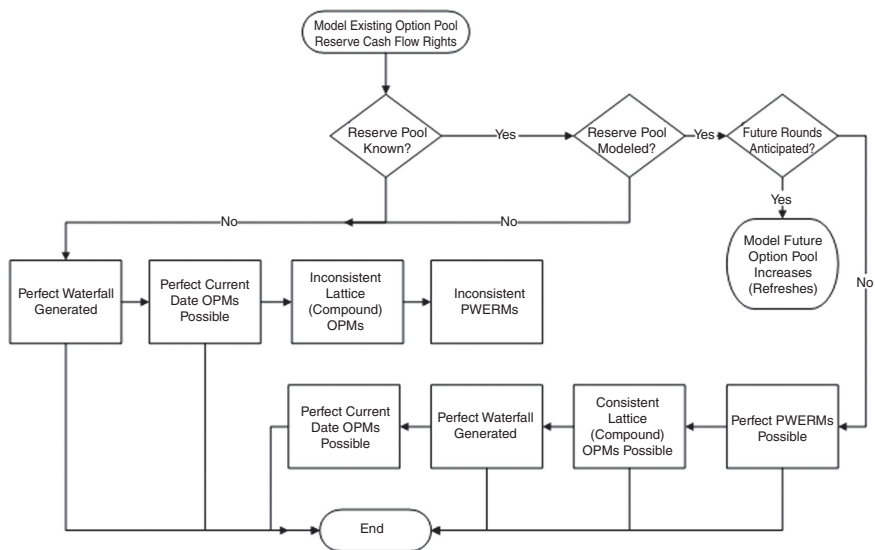 Model Existing Option Pool
Reserve Cash Flow Rights
Reserve Pool
Known?
Yes
Reserve Pool
Modeled?
Yes
Future Rounds
Anticipated?
Yes
No
No
Model Future
Option Pool
Increases
(Refreshes)
No
Perfect Waterfall
Generated
Perfect Current
Date OPMs
Possible
Inconsistent
Lattice
(Compound)
OPMs
Inconsistent
PWERMs
Perfect Current
Date OPMs
Possible
Perfect Waterfall
Generated
Consistent
Lattice
(Compound)
OPMs Possible
Perfect PWERMs
Possible
End